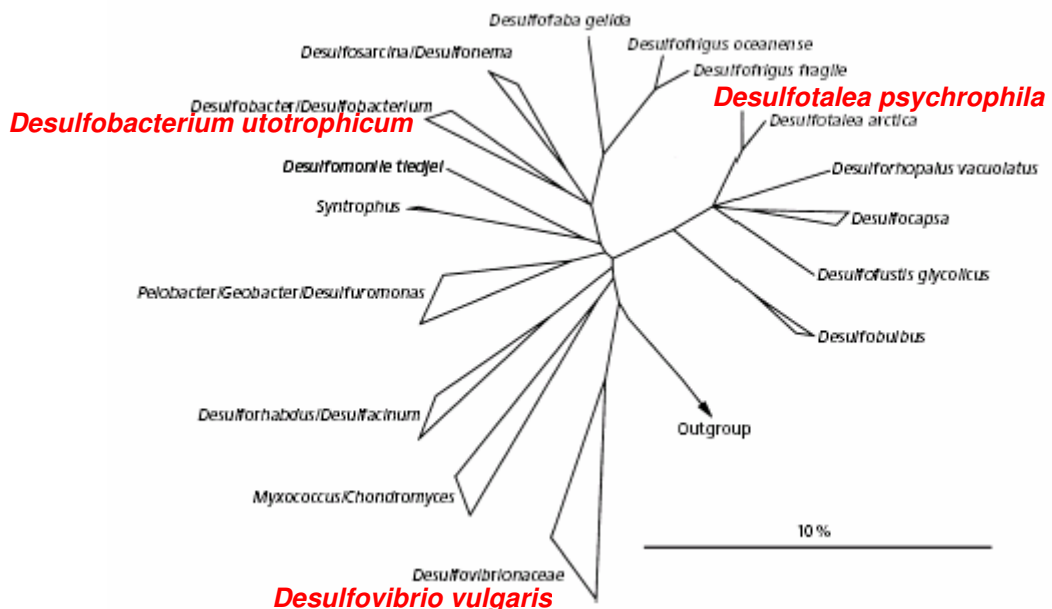 Desulfofaba gelida
Desulfofrigus oceanense
Desulfosarcina/Desulfonema
Desulfofrigus fragile
Desulfotalea psychrophila
Desulfobacter/Desulfobacterium
Desulfobacterium utotrophicum
Desulfotalea arctica
Desulfomonile tiedjei
Desulforhopalus vacuolatus
Syntrophus
Desulfocapsa
Desulfofustis glycolicus
Pelobacter/Geobacter/Desulfuromonas
Desulfobulbus
Desulforhabdus/Desulfacinum
Outgroup
Myxococcus/Chondromyces
10 %
Desulfovibrionaceae
Desulfovibrio vulgaris